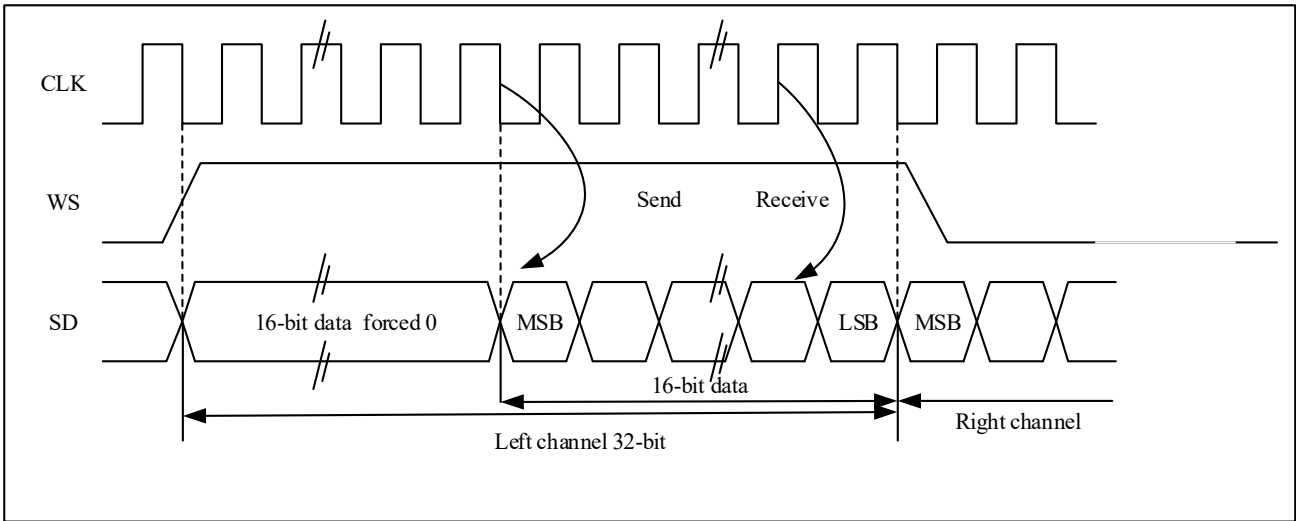 CLK
WS
Send Receive
SD
16-bit data forced 0
MSB
LSB
MSB
16-bit data
Left channel 32-bit
Right channel